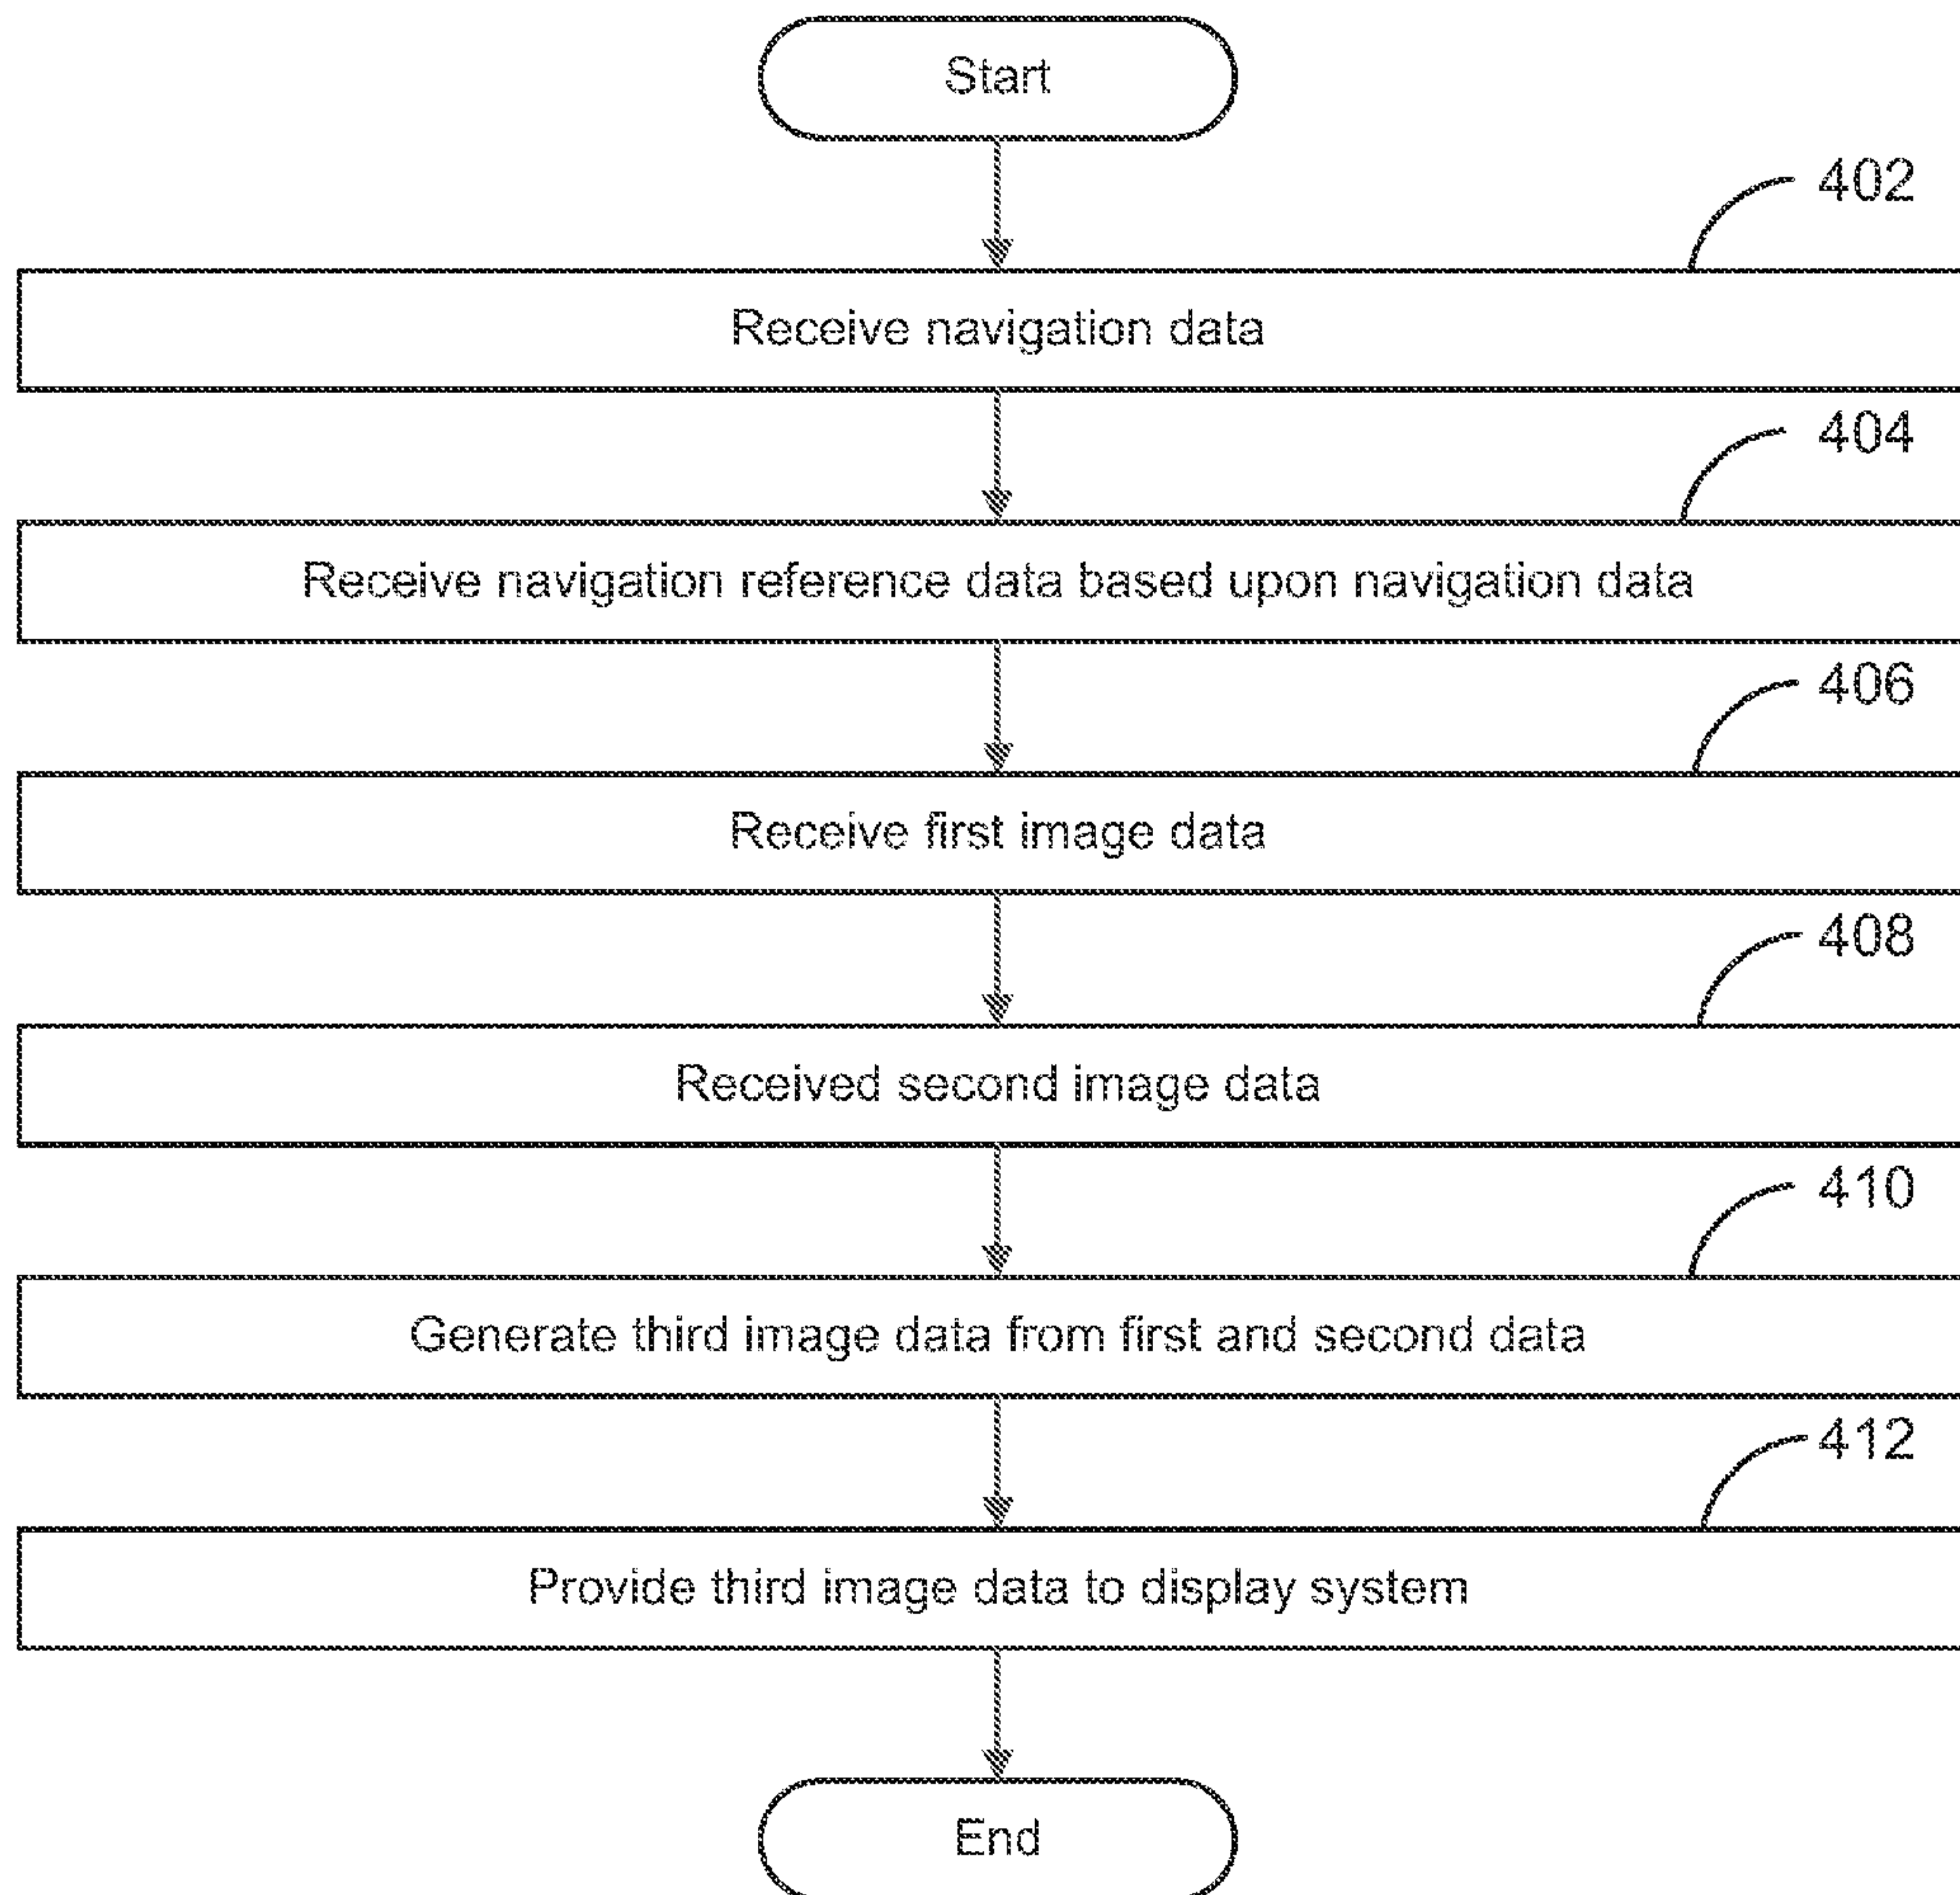 Start
402
Receive navigation data
404
Receive navigation reference data based upon navigation data
406
Receive first image data
408
Received second image data
410
Generate third image data from first and second data
412
Provide third image data to display system
End